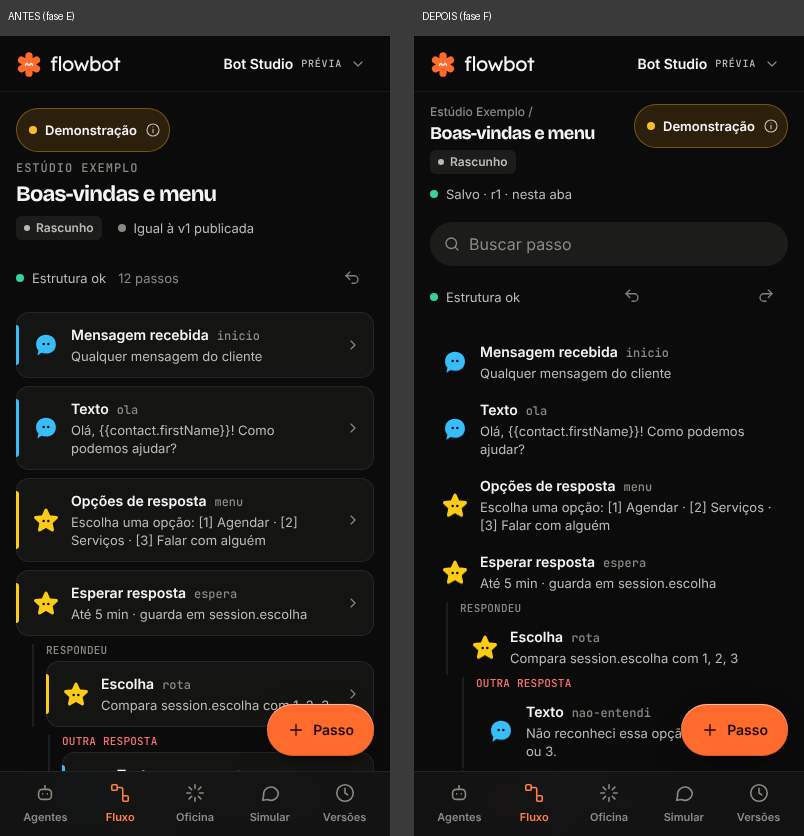 ANTES (fase E)
flowbot
Bot Studio PRÉVIA
Demonstração
ESTÚDIO EXEMPLO
Boas-vindas e menu
Rascunho
Igual à v1 publicada
Estrutura ok 12 passos
Mensagem recebida inicio
Qualquer mensagem do cliente
Texto ola
Olá, {{contact.firstName}}! Como
podemos ajudar?
Opções de resposta menu
Escolha uma opção: [1] Agendar · [2]
Serviços · [3] Falar com alguém
Esperar resposta espera
Até 5 min · guarda em session.escolha
RESPONDEU
Escolha rota
Compara session.escolha com 1, 2, 3
OUTRA RESPOSTA
+ Passo
Agentes Fluxo Oficina Simular Versões
DEPOIS (fase F)
flowbot
Bot Studio PRÉVIA
Estúdio Exemplo /
Boas-vindas e menu
Demonstração
Rascunho
Salvo · r1 · nesta aba
Buscar passo
Estrutura ok
Mensagem recebida inicio
Qualquer mensagem do cliente
Texto ola
Olá, {{contact.firstName}}! Como podemos
ajudar?
Opções de resposta menu
Escolha uma opção: [1] Agendar · [2] Serviços ·
[3] Falar com alguém
Esperar resposta espera
Até 5 min · guarda em session.escolha
RESPONDEU
Escolha rota
Compara session.escolha com 1, 2, 3
OUTRA RESPOSTA
Texto nao-entendi
Não reconheci essa
ou 3.
+ Passo
Agentes Fluxo Oficina Simular Versões